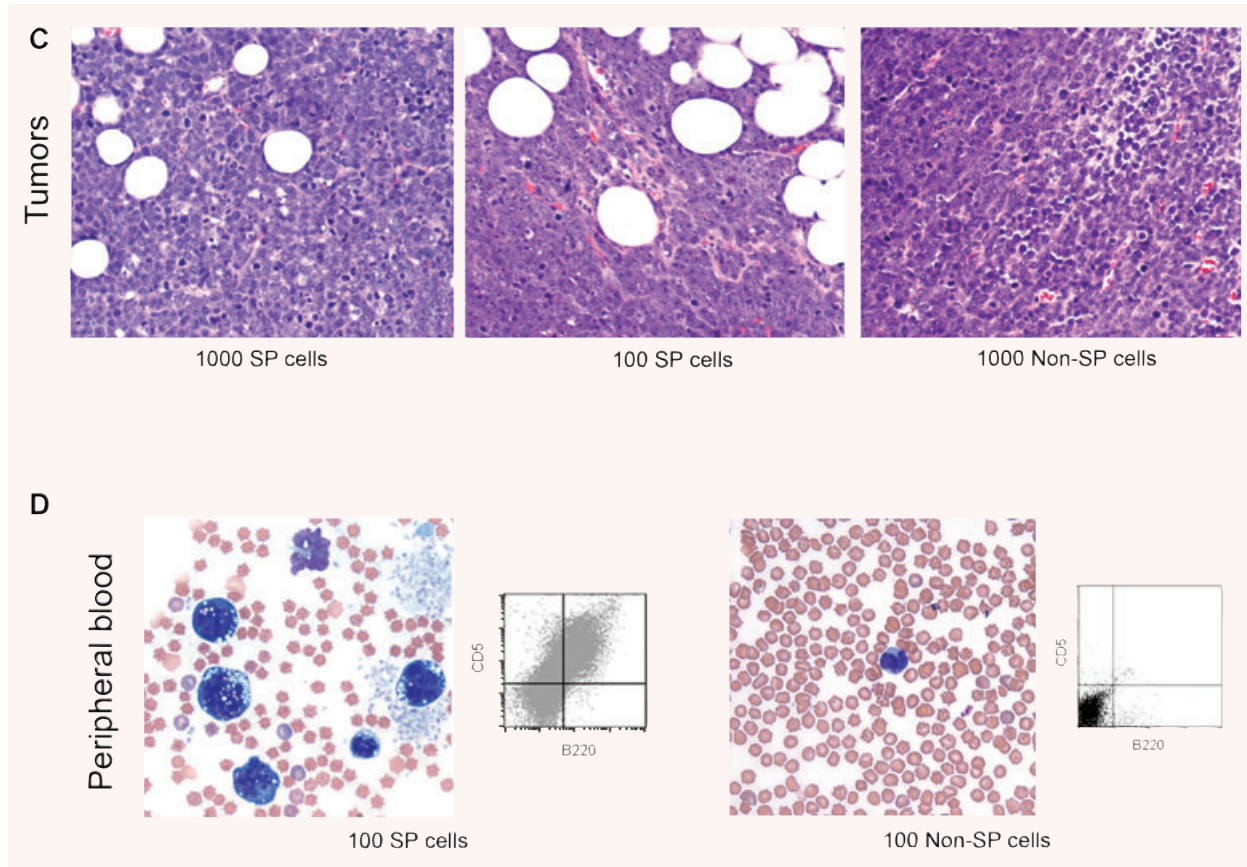 C
Tumors
1000 SP cells
100 SP cells
1000 Non-SP cells
D
Peripheral blood
CD5
B220
100 SP cells
CD5
B220
100 Non-SP cells